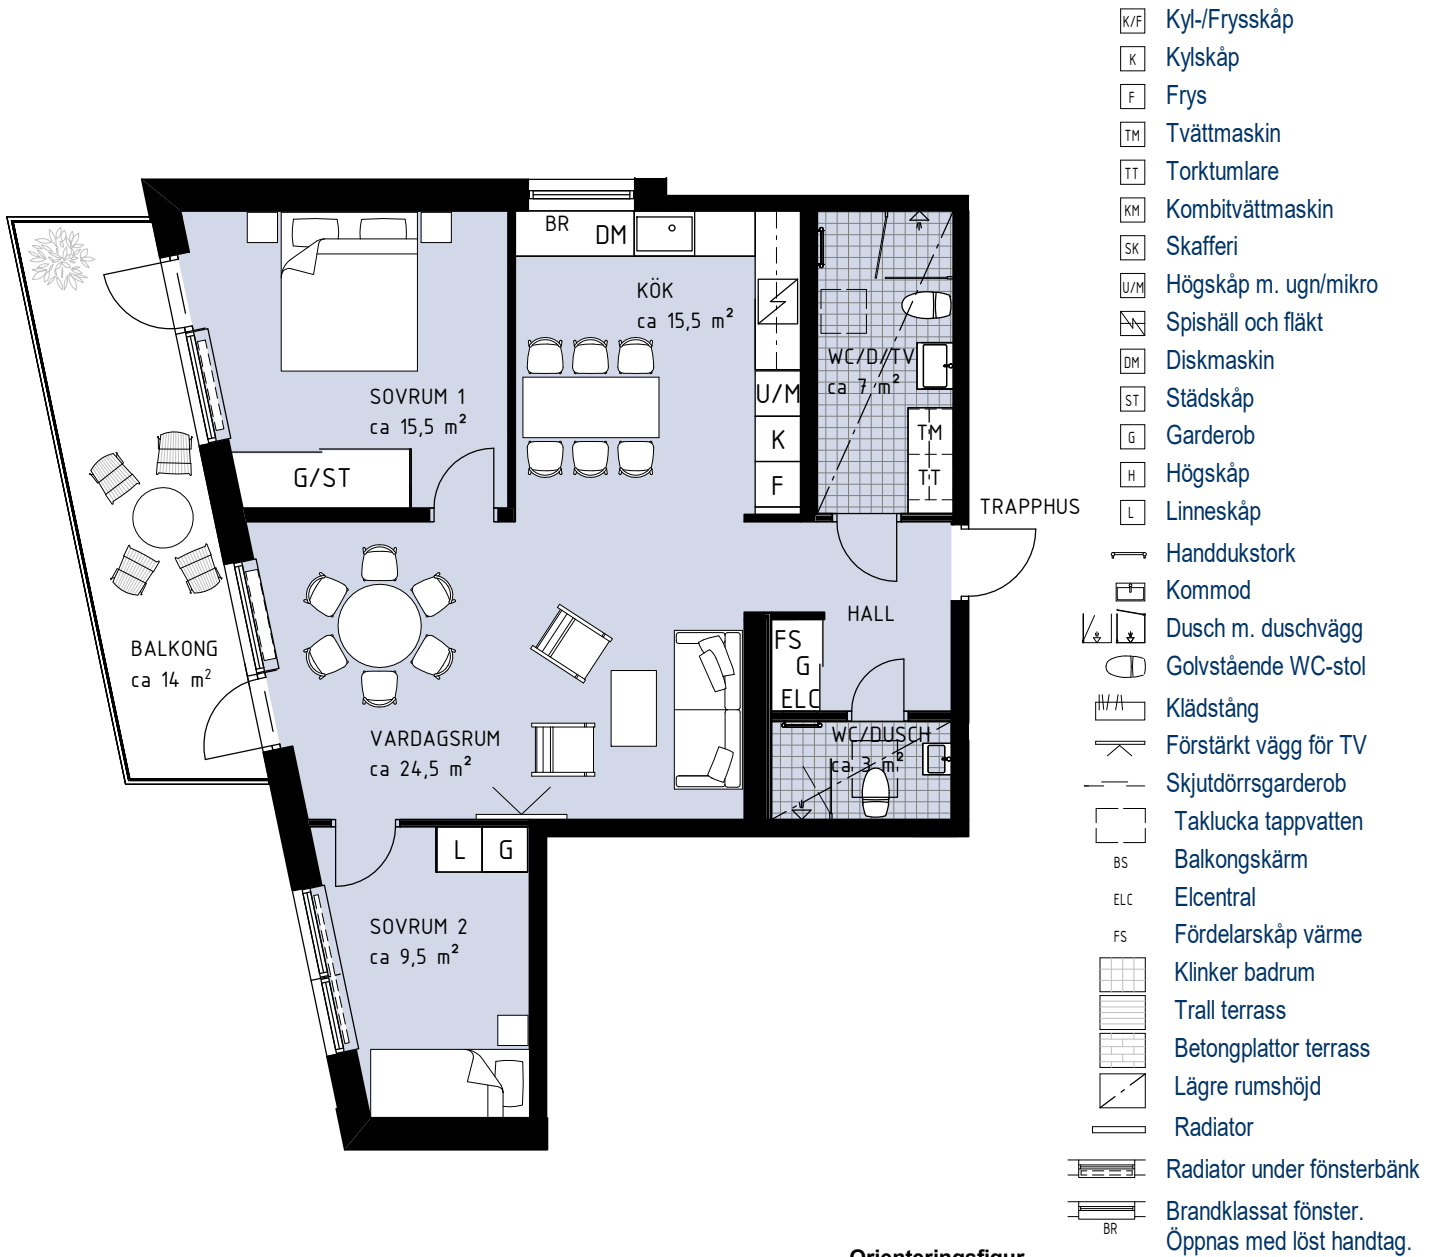 BR
DM
KÖK
ca 15,5 m²
WC/D/TV
ca 7 m²
SOVRUM 1
ca 15,5 m²
U/M
K
F
TM
TT
G/ST
TRAPPHUS
HALL
FS
G
ELC
BALKONG
ca 14 m²
VARDAGSRUM
ca 24,5 m²
WC/DUSCH
ca 3 m²
L G
SOVRUM 2
ca 9,5 m²
K/F Kyl-/Frysskåp
K Kylskåp
F Frys
TM Tvättmaskin
TT Torktumlare
KM Kombitvättmaskin
SK Skafferi
U/M Högskåp m. ugn/mikro
Spishäll och fläkt
DM Diskmaskin
ST Städskåp
G Garderob
H Högskåp
L Linneskåp
Handdukstork
Kommod
Dusch m. duschvägg
Golvstående WC-stol
Klädstång
Förstärkt vägg för TV
Skjutdörrsgarderob
Taklucka tappvatten
BS Balkongskärm
ELC Elcentral
FS Fördelarskåp värme
Klinker badrum
Trall terrass
Betongplattor terrass
Lägre rumshöjd
Radiator
Radiator under fönsterbänk
Brandklassat fönster.
BR Öppnas med löst handtag.
Orienteringsfigur